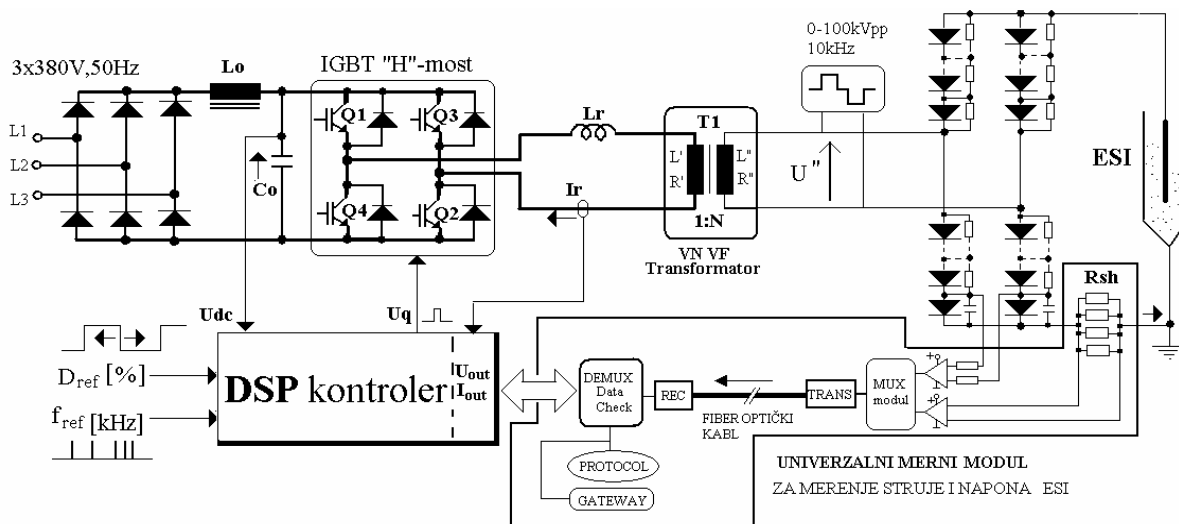 3x380V,50Hz
Lo
IGBT "H"-most
0-100kVpp
10kHz
L1
L2
L3
Co
Q1
Q3
Q4
Q2
Lr
Ir
T1
L'
L"
R'
R"
1:N
VN VF
Transformator
U"
ESI
Rsh
Udc
Uq
Dref [%]
fref [kHz]
DSP kontroler
Uout
Iout
DEMUX
Data
Check
REC
FIBER OPTIČKI
KABL
TRANS
MUX
modul
+
+
PROTOCOL
GATEWAY
UNIVERZALNI MERNI MODUL
ZA MERENJE STRUJE I NAPONA ESI